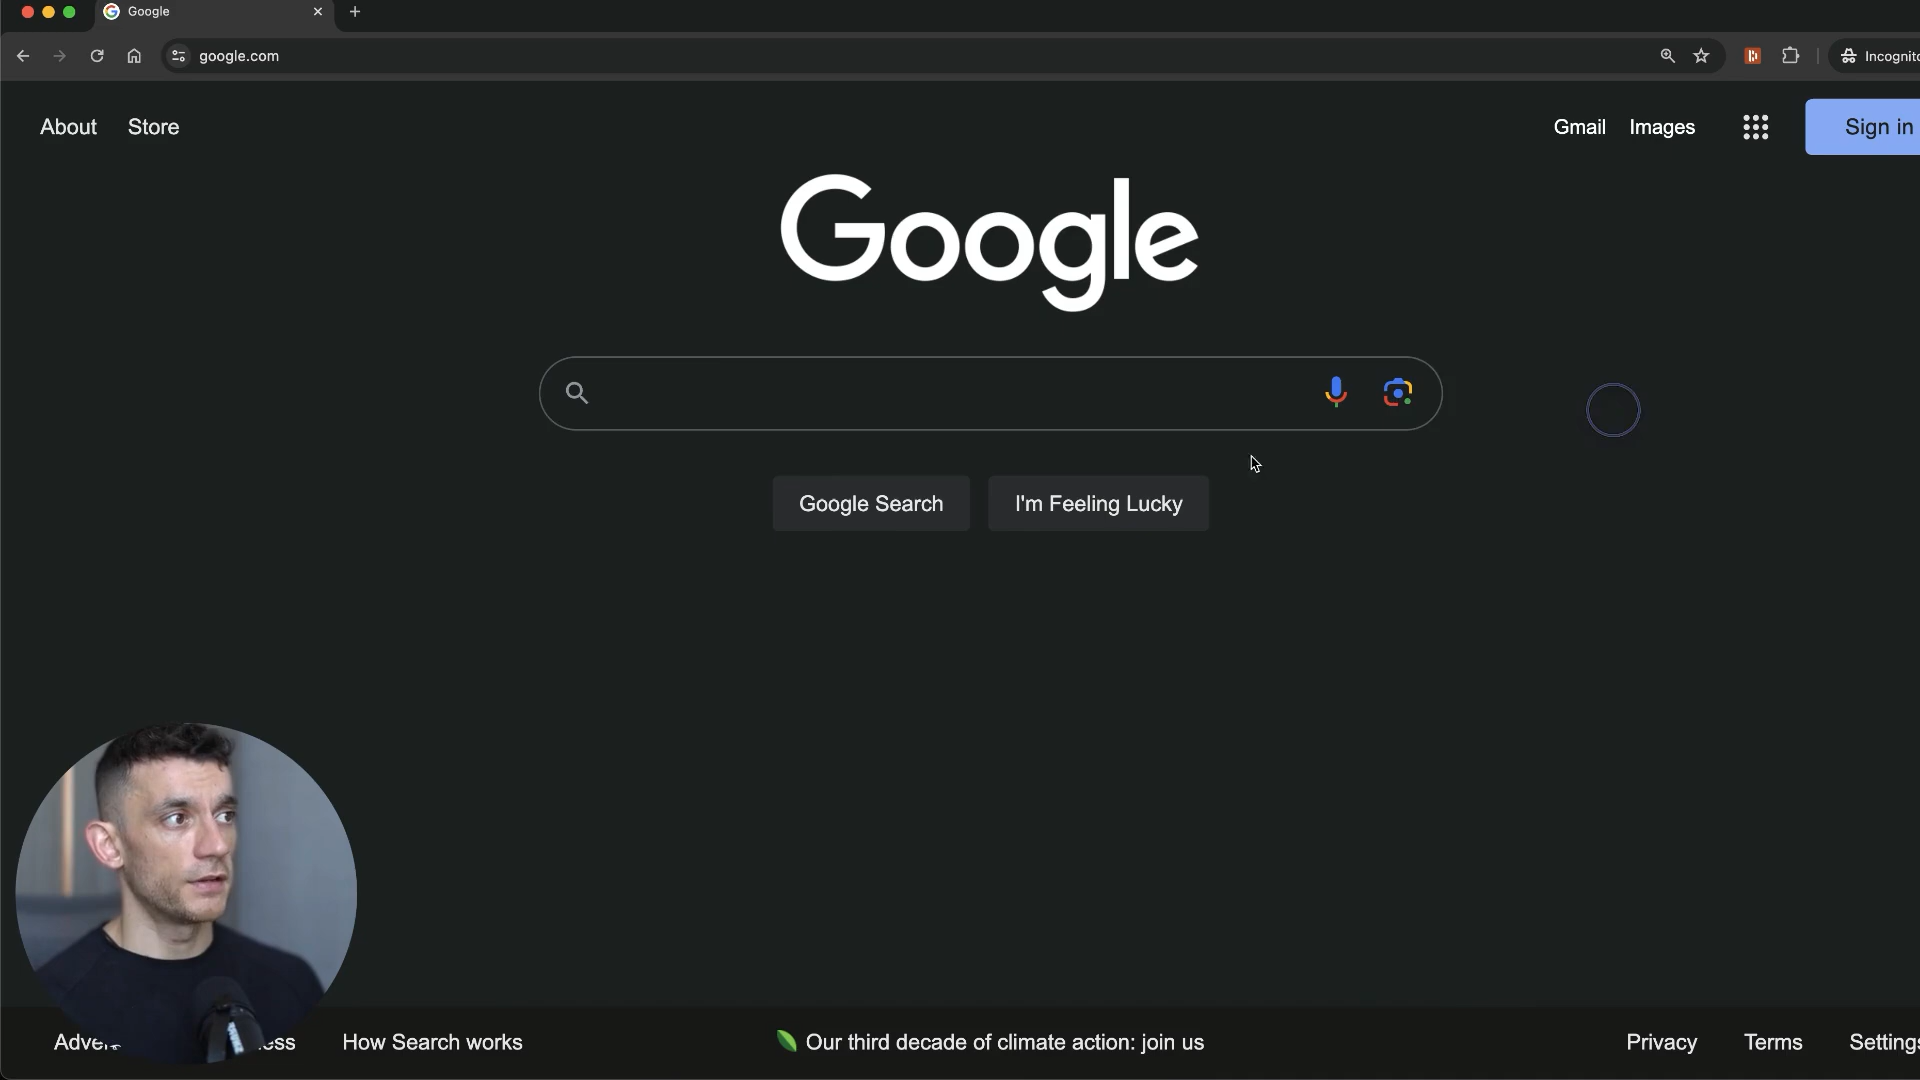 Google
google.com
Incognito
About Store
Gmail Images
Sign in
Google
Google Search I'm Feeling Lucky
How Search works
Our third decade of climate action: join us
Privacy Terms Settings